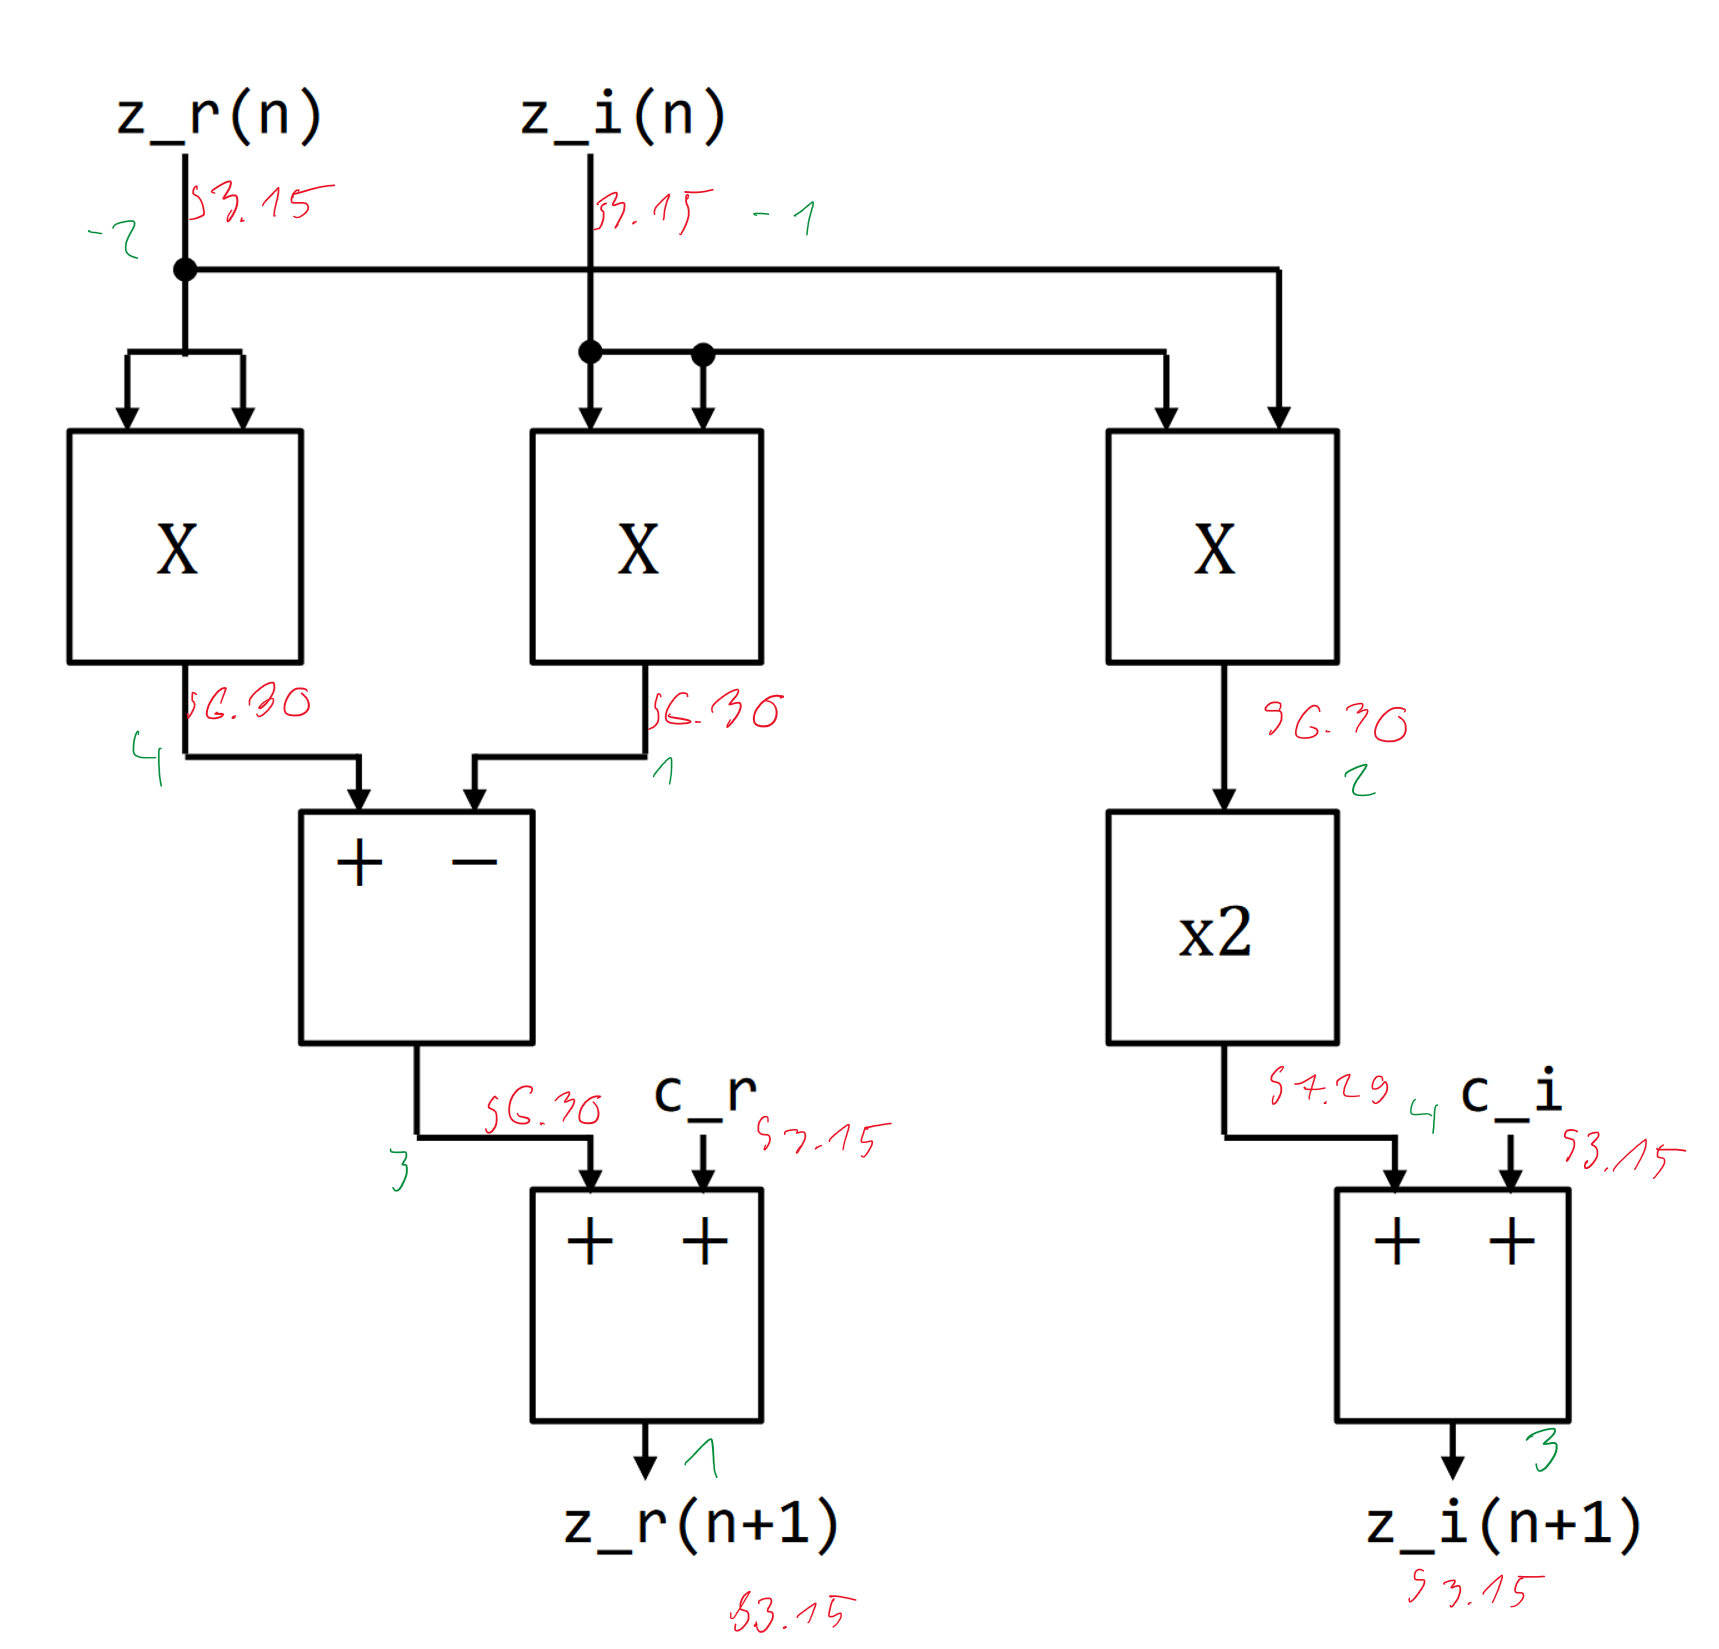 z_r(n) z_i(n)
s3.15 s3.15 -1
-2
X X X
s6.30 s6.30 s6.30
4 1 2
+ − x2
s6.30 c_r s7.29 4 c_i
3 s3.15 s3.15
+ + + +
1 3
z_r(n+1) z_i(n+1)
s3.15 s3.15